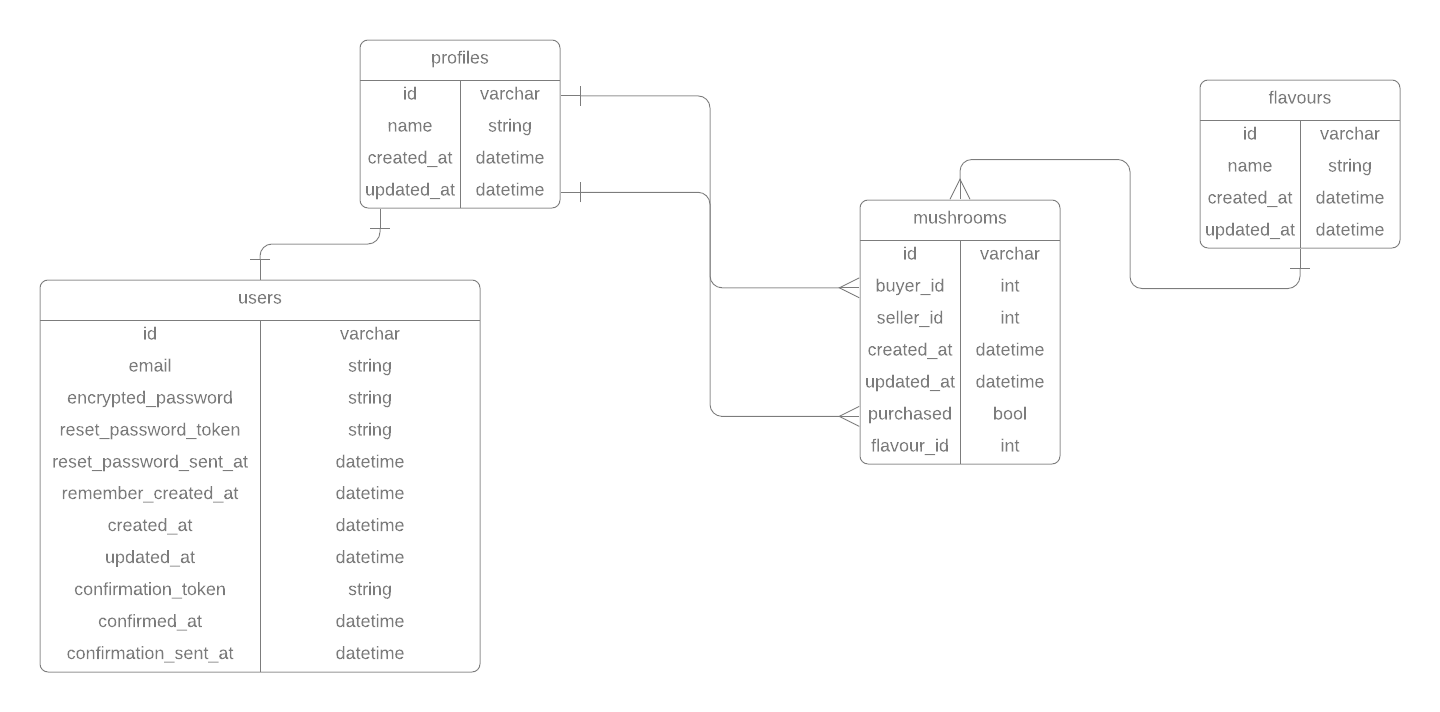 profiles
id varchar
name string
created_at datetime
updated_at datetime
flavours
id varchar
name string
created_at datetime
updated_at datetime
mushrooms
id varchar
buyer_id int
seller_id int
created_at datetime
updated_at datetime
purchased bool
flavour_id int
users
id varchar
email string
encrypted_password string
reset_password_token string
reset_password_sent_at datetime
remember_created_at datetime
created_at datetime
updated_at datetime
confirmation_token string
confirmed_at datetime
confirmation_sent_at datetime